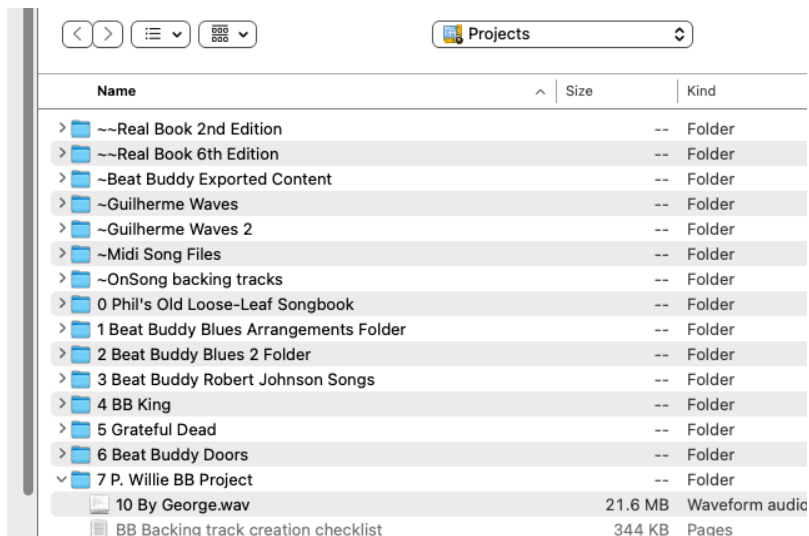 Projects
Name Size Kind
~~Real Book 2nd Edition -- Folder
~~Real Book 6th Edition -- Folder
~Beat Buddy Exported Content -- Folder
~Guilherme Waves -- Folder
~Guilherme Waves 2 -- Folder
~Midi Song Files -- Folder
~OnSong backing tracks -- Folder
0 Phil's Old Loose-Leaf Songbook -- Folder
1 Beat Buddy Blues Arrangements Folder -- Folder
2 Beat Buddy Blues 2 Folder -- Folder
3 Beat Buddy Robert Johnson Songs -- Folder
4 BB King -- Folder
5 Grateful Dead -- Folder
6 Beat Buddy Doors -- Folder
7 P. Willie BB Project -- Folder
10 By George.wav 21.6 MB Waveform audio
BB Backing track creation checklist 344 KB Pages